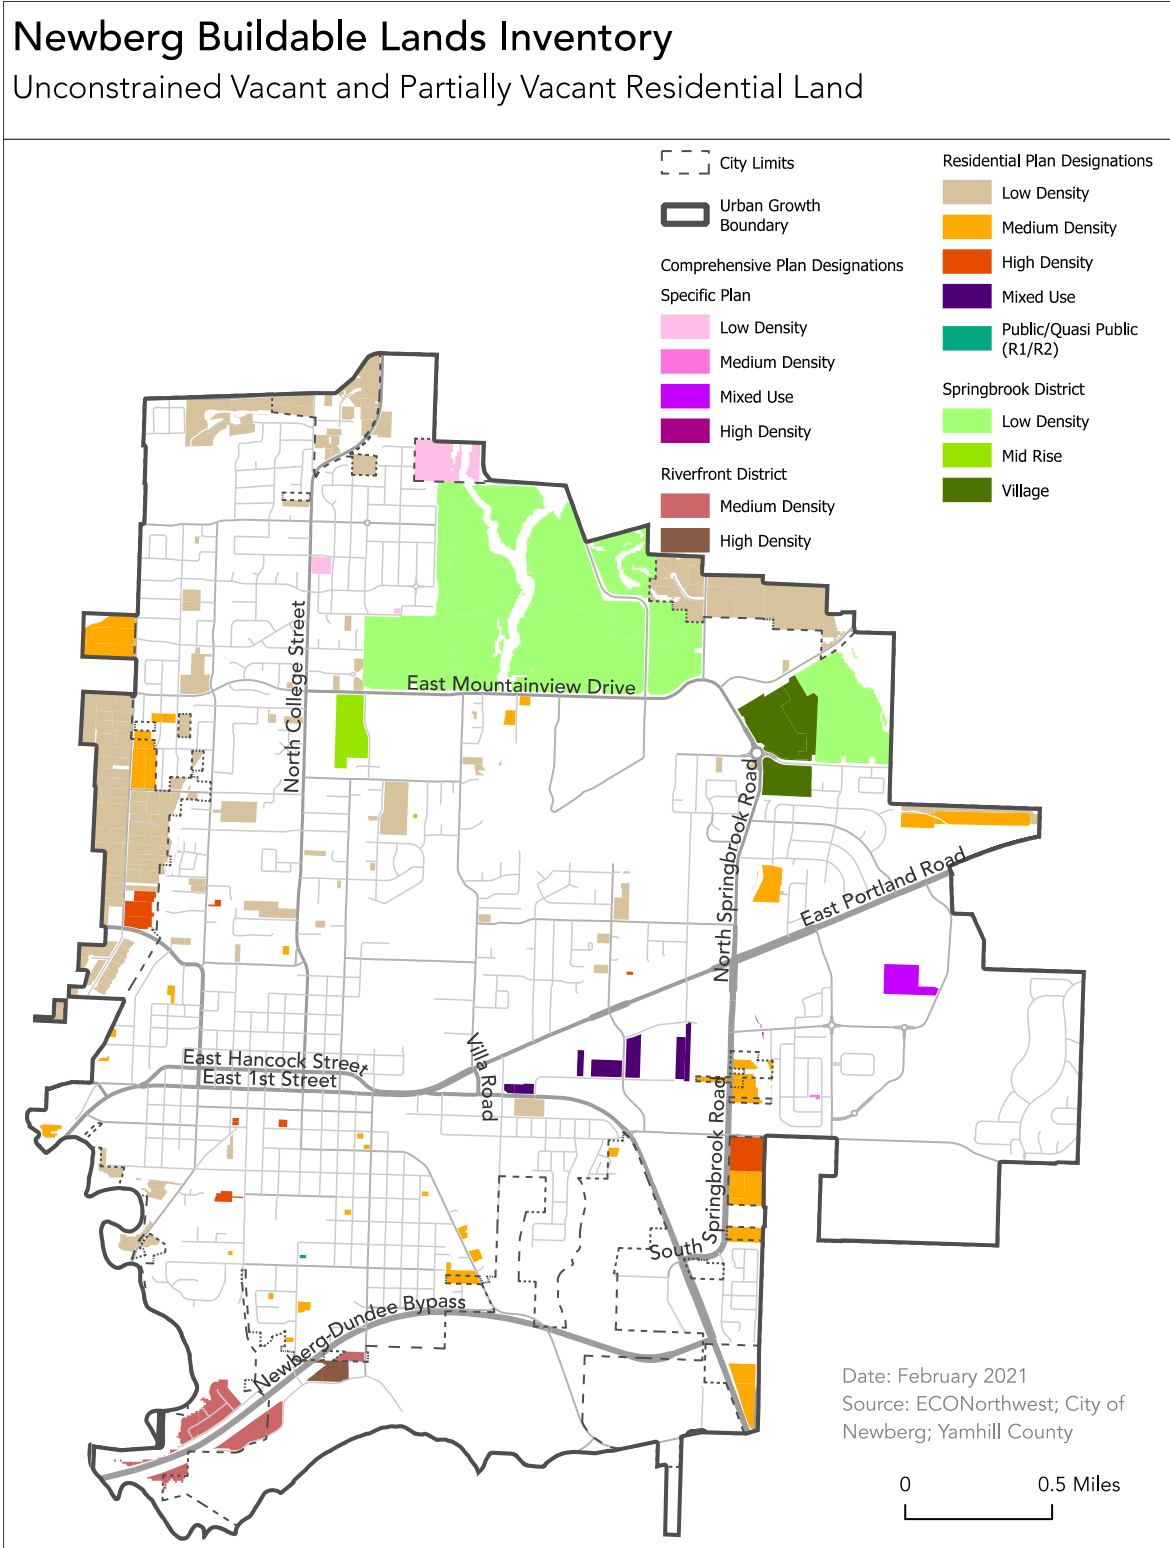 Newberg Buildable Lands Inventory
Unconstrained Vacant and Partially Vacant Residential Land
City Limits
Urban Growth
Boundary
Comprehensive Plan Designations
Specific Plan
Low Density
Medium Density
Mixed Use
High Density
Riverfront District
Medium Density
High Density
Residential Plan Designations
Low Density
Medium Density
High Density
Mixed Use
Public/Quasi Public
(R1/R2)
Springbrook District
Low Density
Mid Rise
Village
North College Street
East Mountainview Drive
North Springbrook Road
East Portland Road
Villa Road
East Hancock Street
East 1st Street
South Springbrook Road
Newberg-Dundee Bypass
Date: February 2021
Source: ECONorthwest; City of
Newberg; Yamhill County
0 0.5 Miles